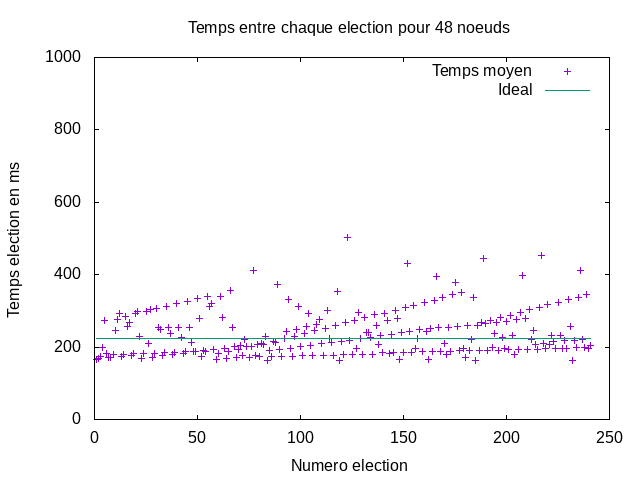 Temps entre chaque election pour 48 noeuds
1000
800
600
400
200
0
Temps election en ms
Temps moyen
Ideal
0 50 100 150 200 250
Numero election